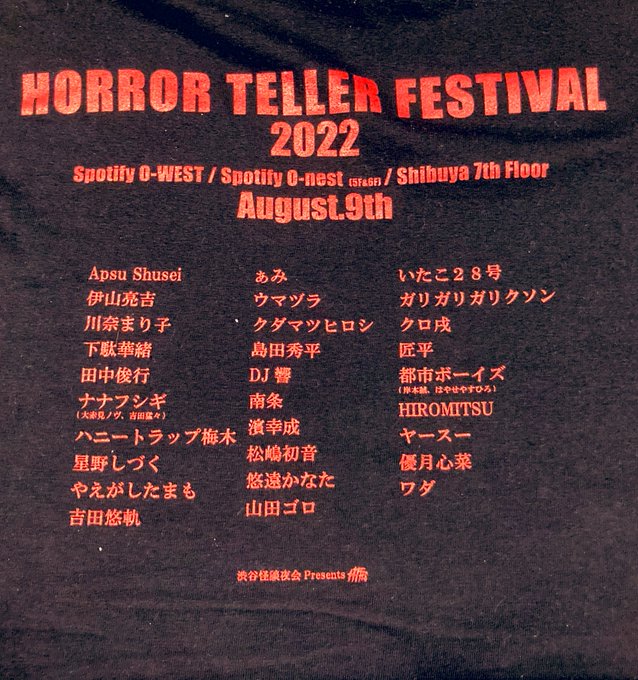 HORROR TELLER FESTIVAL
2022
Spotify O-WEST / Spotify O-nest (5F&6F) / Shibuya 7th Floor
August.9th
Apsu Shusei
伊山亮吉
川奈まり子
下駄華緒
田中俊行
ナナフシギ
(大赤見ノヴ、吉田猛々)
ハニートラップ梅木
星野しづく
やえがしたまも
吉田悠軌
ぁみ
ウマヅラ
クダマツヒロシ
島田秀平
DJ 響
南条
濱幸成
松嶋初音
悠遠かなた
山田ゴロ
いたこ28号
ガリガリガリクソン
クロ戌
匠平
都市ボーイズ
(岸本誠、はやせやすひろ)
HIROMITSU
ヤースー
優月心菜
ワダ
渋谷怪談夜会 Presents